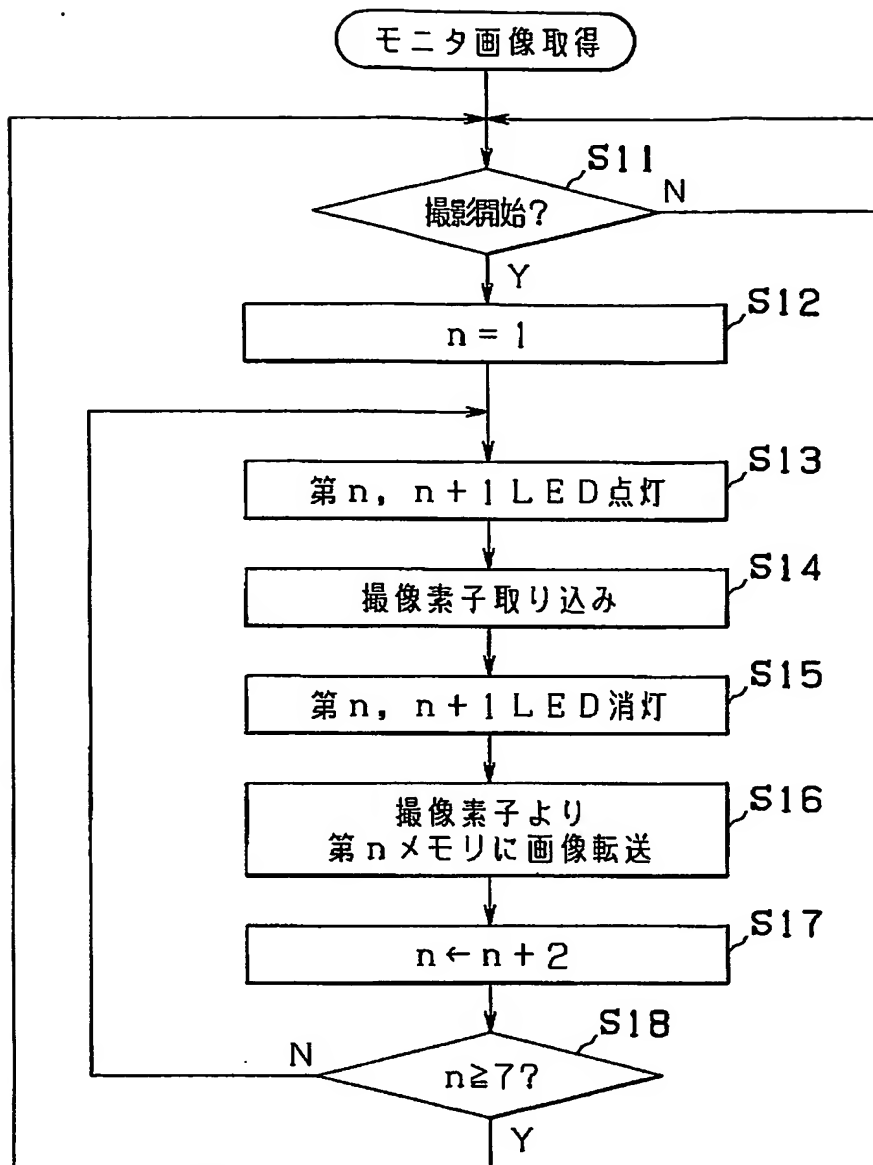 モニタ画像取得
S11
撮影開始?
N
Y
S12
n=1
S13
第n,n+1LED点灯
S14
撮像素子取り込み
S15
第n,n+1LED消灯
S16
撮像素子より
第nメモリに画像転送
S17
n←n+2
S18
N
n≧7?
Y